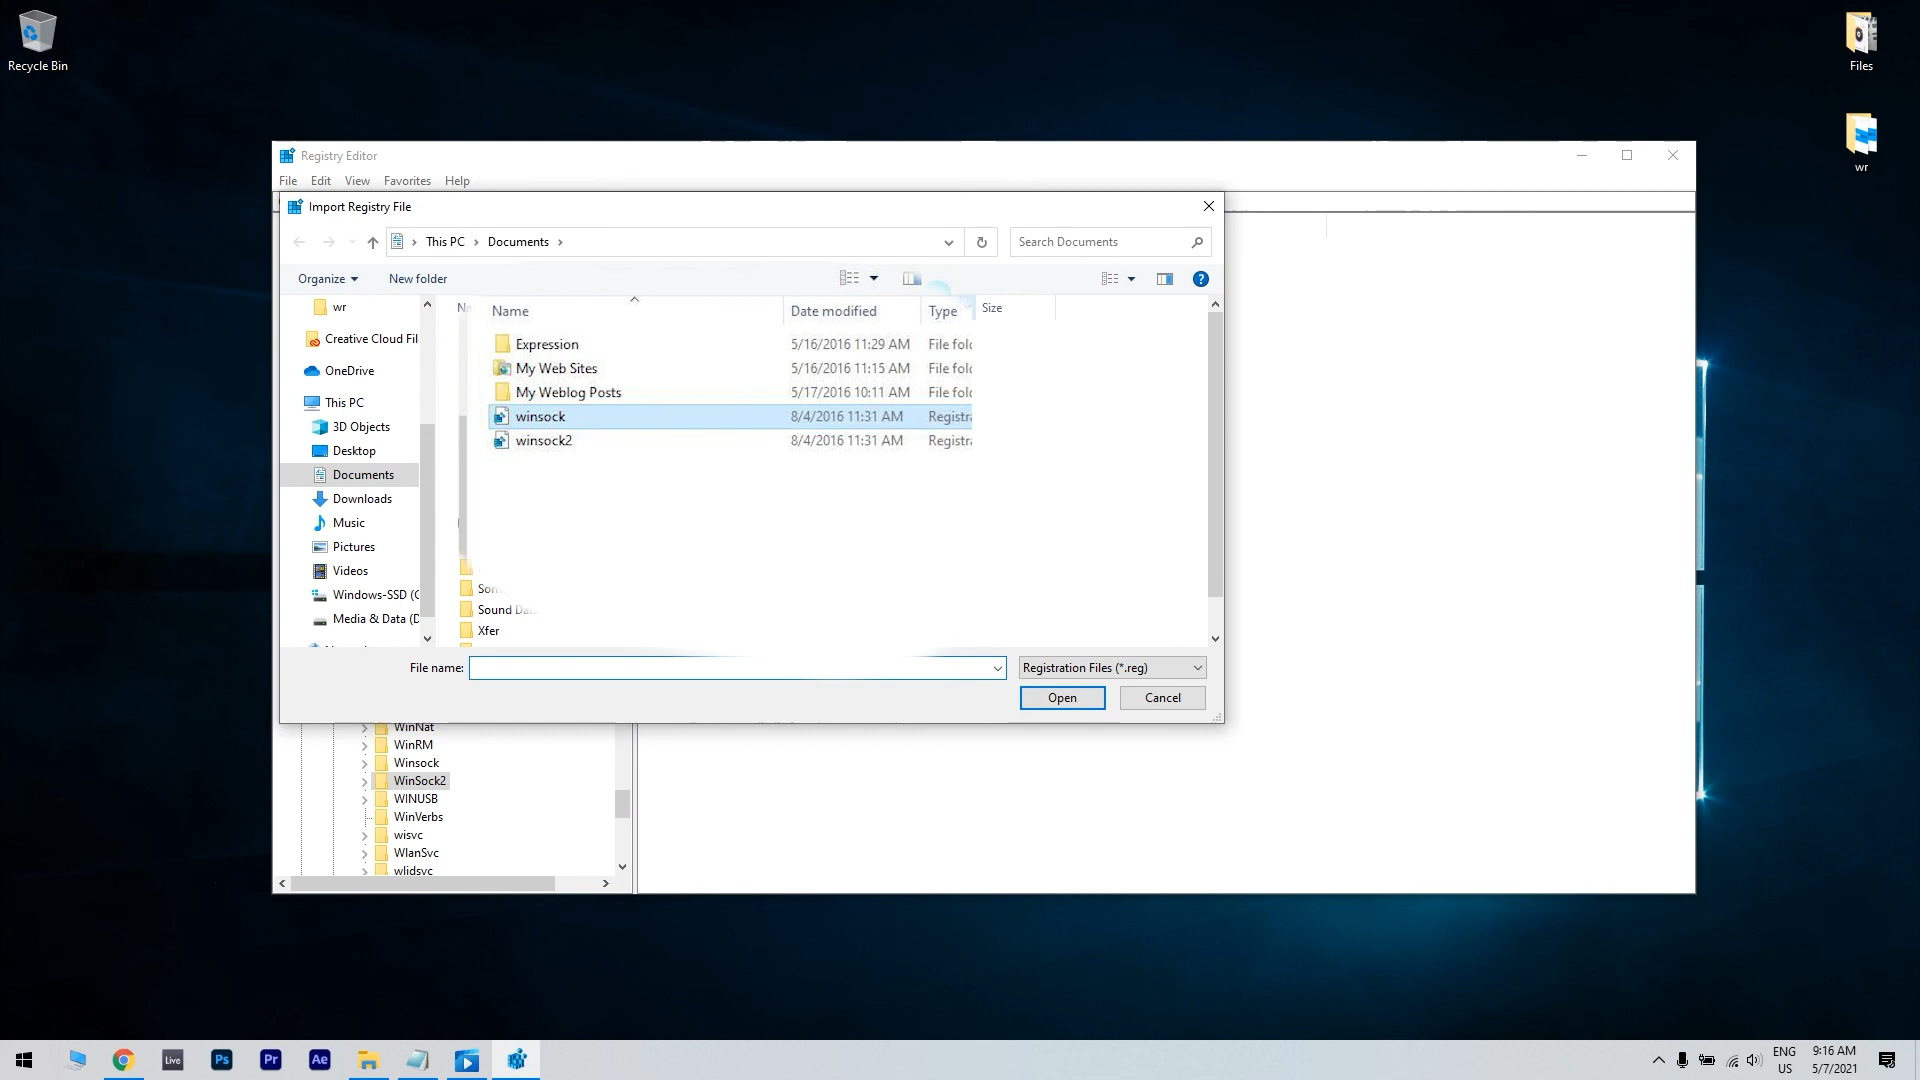 Recycle Bin
Files
wr
Registry Editor
File Edit View Favorites Help
Import Registry File
This PC Documents
Search Documents
Organize New folder
Name Date modified Type Size
Expression 5/16/2016 11:29 AM File fol
My Web Sites 5/16/2016 11:15 AM File fol
My Weblog Posts 5/17/2016 10:11 AM File fol
winsock 8/4/2016 11:31 AM Registr
winsock2 8/4/2016 11:31 AM Registr
wr
Creative Cloud Fil
OneDrive
This PC
3D Objects
Desktop
Documents
Downloads
Music
Pictures
Videos
Windows-SSD (C
Media & Data (D
Sound Da
Xfer
File name:
Registration Files (*.reg)
Open Cancel
WinNat
WinRM
Winsock
WinSock2
WINUSB
WinVerbs
wisvc
WlanSvc
wlidsvc
Live Ps Pr Ae
ENG
US
9:16 AM
5/7/2021